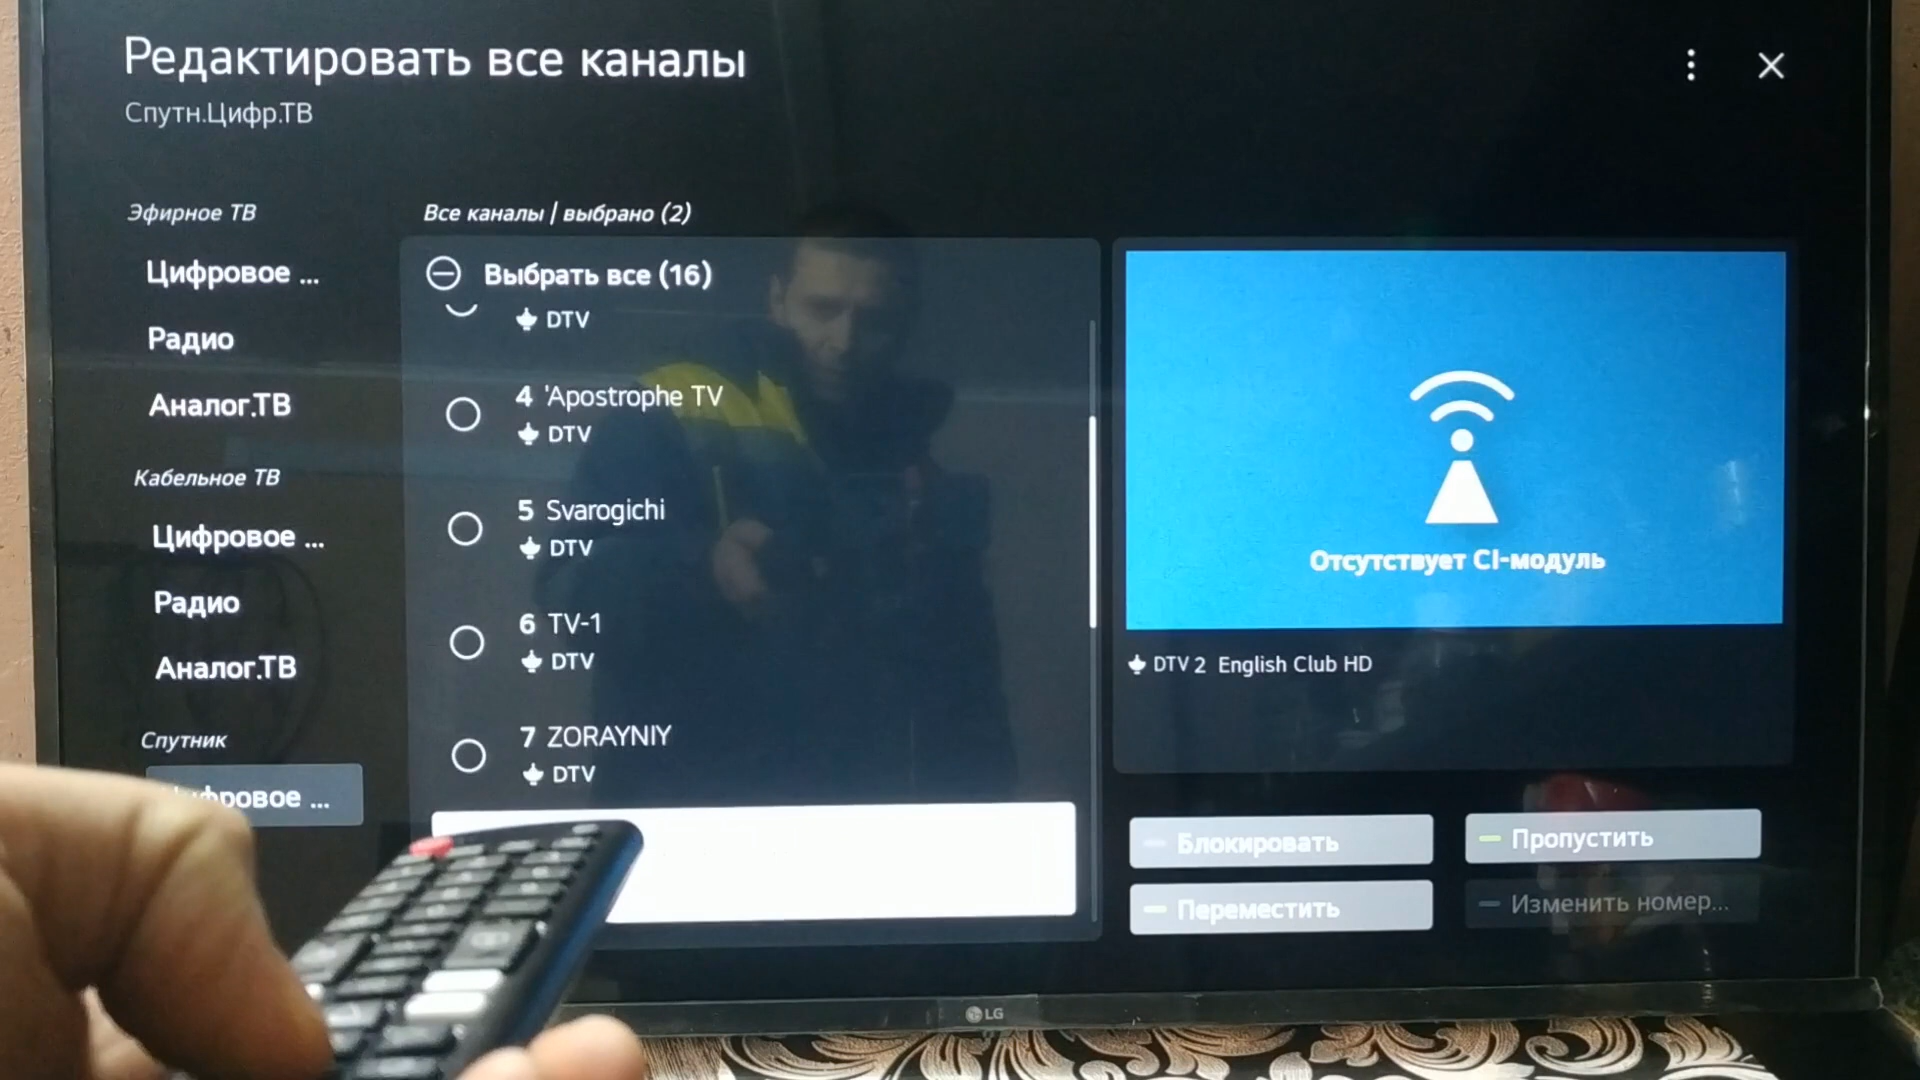 Редактировать все каналы
Спутн.Цифр.ТВ
Эфирное ТВ
Цифровое ...
Радио
Аналог.ТВ
Кабельное ТВ
Цифровое ...
Радио
Аналог.ТВ
Спутник
ифровое ...
Все каналы | выбрано (2)
Выбрать все (16)
DTV
4 'Apostrophe TV
DTV
5 Svarogichi
DTV
6 TV-1
DTV
7 ZORAYNIY
DTV
Отсутствует CI-модуль
DTV 2 English Club HD
Блокировать
Пропустить
Переместить
Изменить номер...
LG